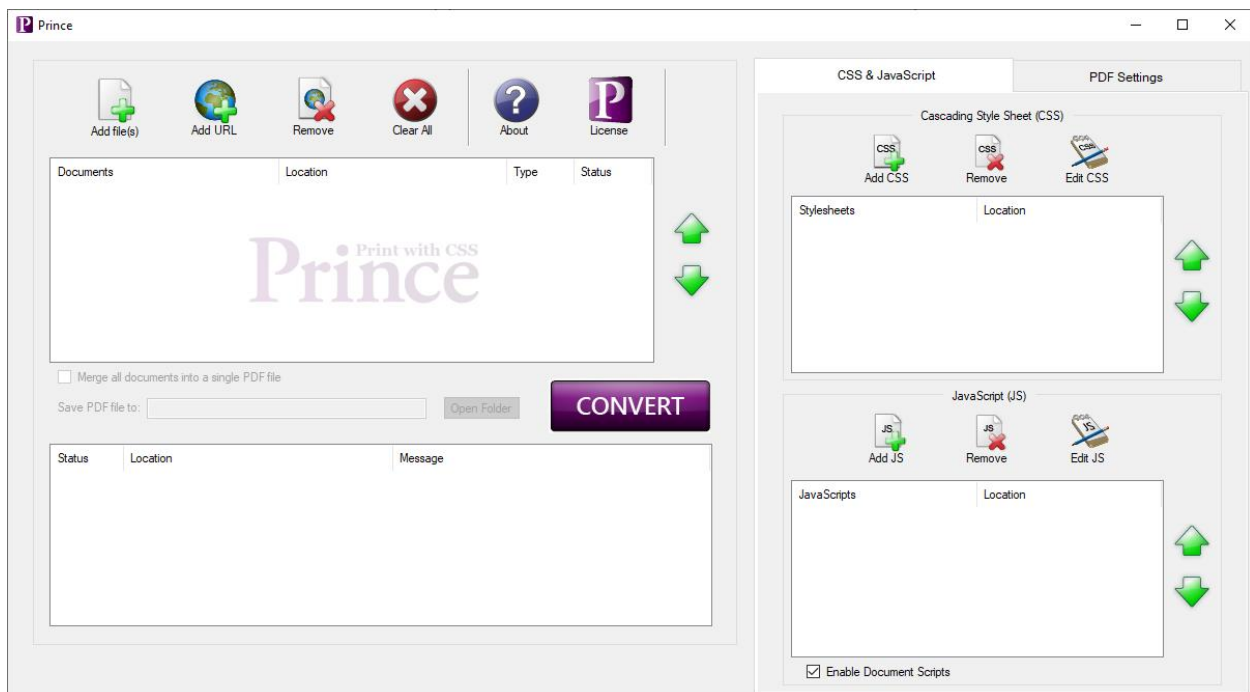 Prince
Add file(s) Add URL Remove Clear All About License
Documents Location Type Status
Print with CSS
Prince
Merge all documents into a single PDF file
Save PDF file to: Open Folder CONVERT
Status Location Message
CSS & JavaScript PDF Settings
Cascading Style Sheet (CSS)
CSS CSS CSS
Add CSS Remove Edit CSS
Stylesheets Location
JavaScript (JS)
JS JS JS
Add JS Remove Edit JS
JavaScripts Location
Enable Document Scripts